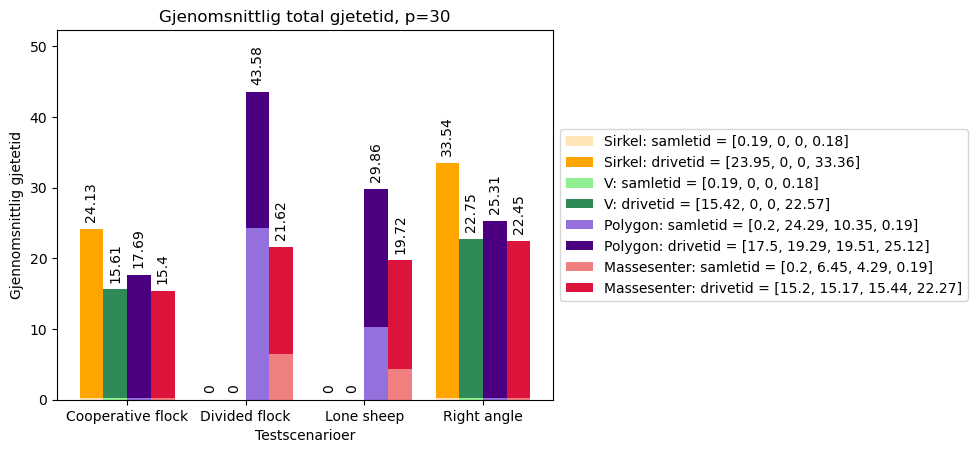 Gjenomsnittlig total gjetetid, p=30
Gjennomsnittlig gjetetid
50
40
30
20
10
0
24.13
15.61
17.69
15.4
0
0
43.58
21.62
0
0
29.86
19.72
33.54
22.75
25.31
22.45
Cooperative flock
Divided flock
Lone sheep
Right angle
Testscenarioer
Sirkel: samletid = [0.19, 0, 0, 0.18]
Sirkel: drivetid = [23.95, 0, 0, 33.36]
V: samletid = [0.19, 0, 0, 0.18]
V: drivetid = [15.42, 0, 0, 22.57]
Polygon: samletid = [0.2, 24.29, 10.35, 0.19]
Polygon: drivetid = [17.5, 19.29, 19.51, 25.12]
Massesenter: samletid = [0.2, 6.45, 4.29, 0.19]
Massesenter: drivetid = [15.2, 15.17, 15.44, 22.27]